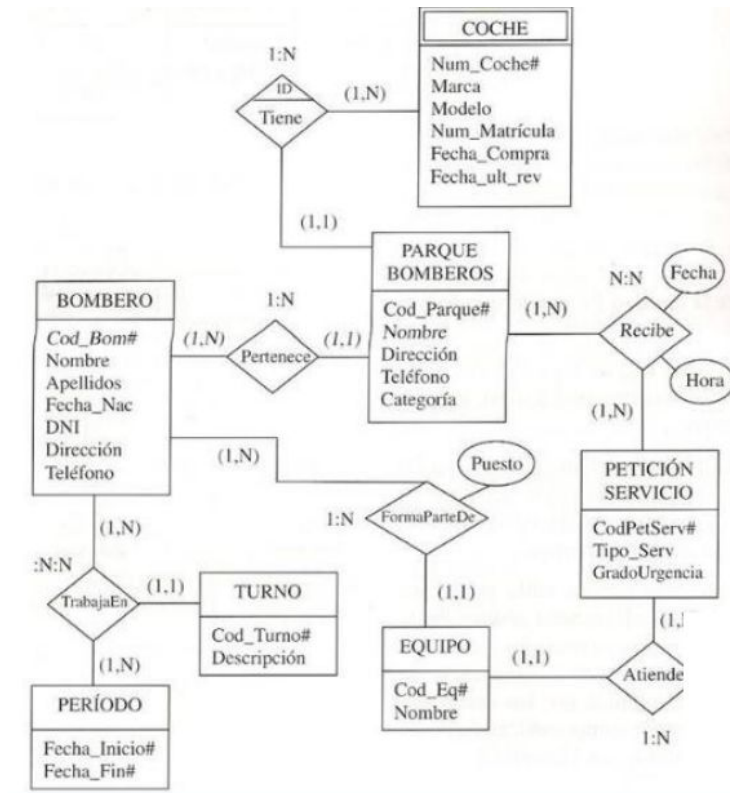 COCHE
Num_Coche#
Marca
Modelo
Num_Matrícula
Fecha_Compra
Fecha_ult_rev
1:N
ID
Tiene
(1,N)
(1,1)
PARQUE
BOMBEROS
Cod_Parque#
Nombre
Dirección
Teléfono
Categoría
N:N
Fecha
Recibe
Hora
(1,N)
(1,N)
BOMBERO
Cod_Bom#
Nombre
Apellidos
Fecha_Nac
DNI
Dirección
Teléfono
1:N
(1,N)
Pertenece
(1,1)
(1,N)
Puesto
1:N
FormaParteDe
(1,1)
PETICIÓN
SERVICIO
CodPetServ#
Tipo_Serv
GradoUrgencia
(1,N)
:N:N
TrabajaEn
(1,1)
(1,N)
TURNO
Cod_Turno#
Descripción
EQUIPO
Cod_Eq#
Nombre
(1,1)
Atiende
1:N
PERÍODO
Fecha_Inicio#
Fecha_Fin#